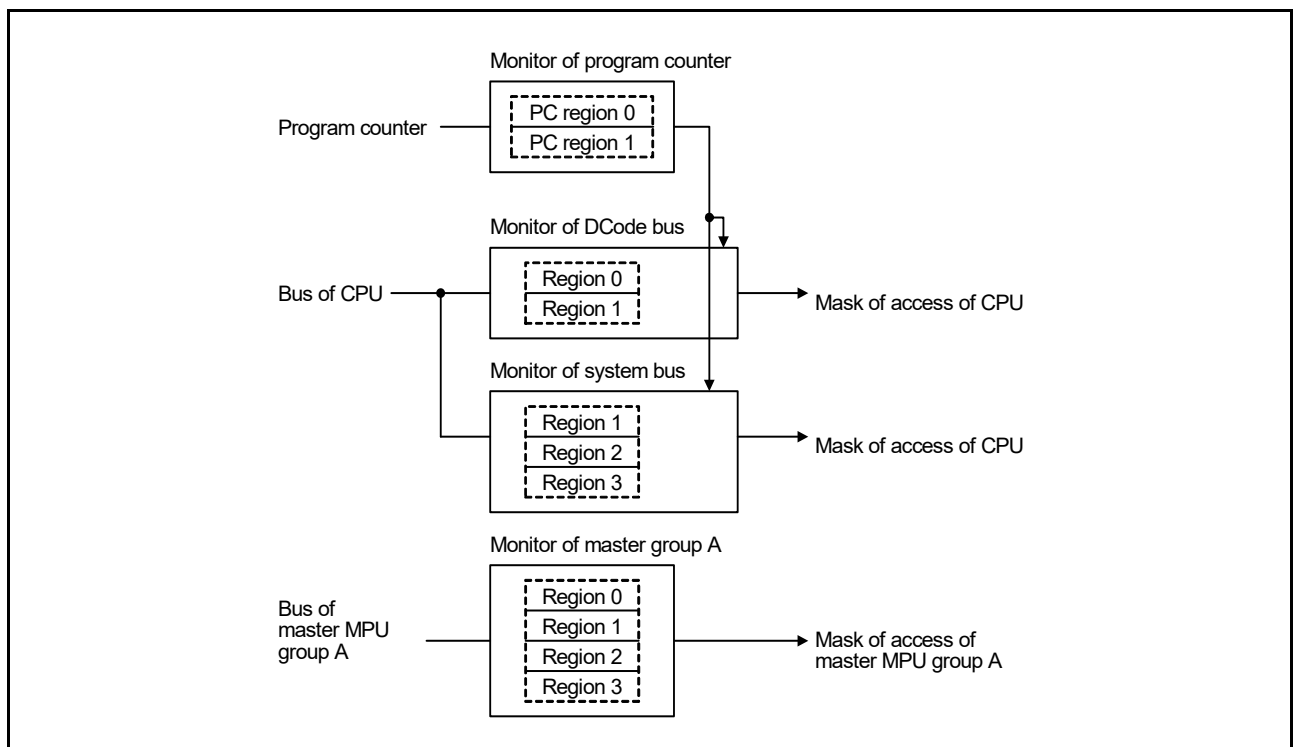 Monitor of program counter
Program counter
PC region 0
PC region 1
Monitor of DCode bus
Bus of CPU
Region 0
Region 1
Mask of access of CPU
Monitor of system bus
Region 1
Region 2
Region 3
Mask of access of CPU
Monitor of master group A
Bus of
master MPU
group A
Region 0
Region 1
Region 2
Region 3
Mask of access of
master MPU group A